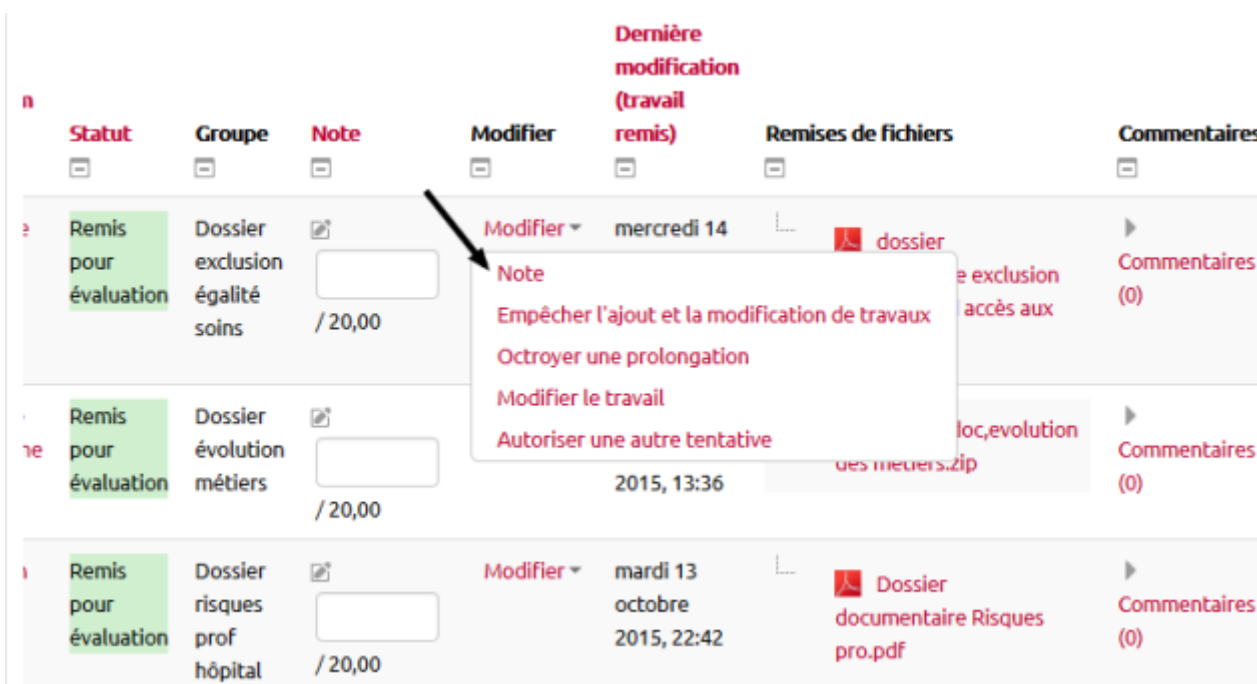 Dernière
modification
(travail
n
Statut Groupe Note Modifier remis) Remises de fichiers Commentaires
Remis Dossier Modifier mercredi 14 dossier
pour exclusion Note e exclusion Commentaires
évaluation égalité Empêcher l'ajout et la modification de travaux accès aux (0)
soins / 20,00
Octroyer une prolongation
Modifier le travail
Autoriser une autre tentative
Remis Dossier
ne pour évolution loc,evolution Commentaires
évaluation métiers des metiers.zip (0)
2015, 13:36
/ 20,00
Remis Dossier Modifier mardi 13 Dossier
pour risques octobre documentaire Risques Commentaires
évaluation prof 2015, 22:42 pro.pdf (0)
hôpital / 20,00